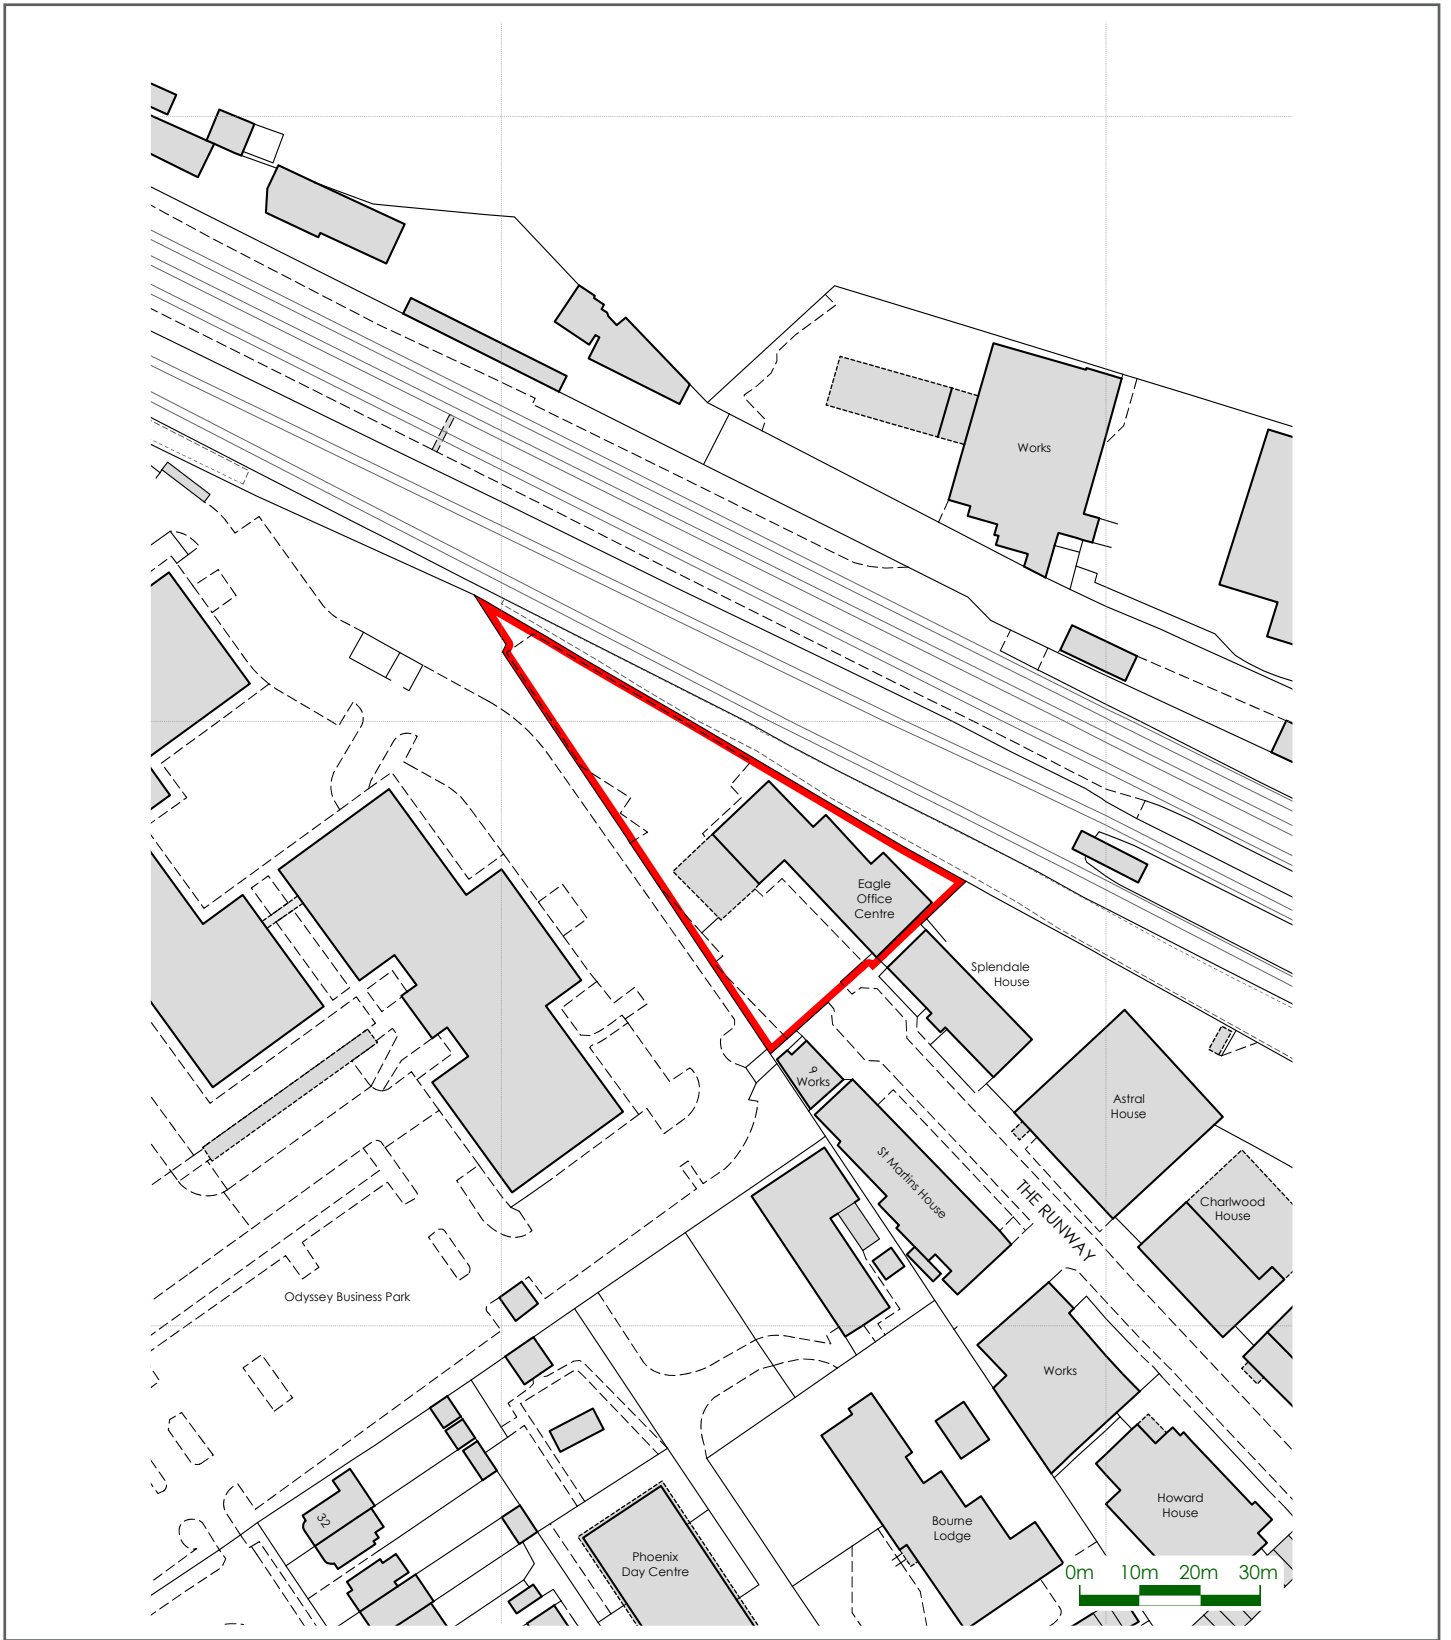 Works
Eagle
Office
Centre
Splendale
House
9
Works
Astral
House
St Martins House
THE RUNWAY
Charlwood
House
Odyssey Business Park
Works
32
Howard
House
Bourne
Lodge
Phoenix
Day Centre
0m 10m 20m 30m